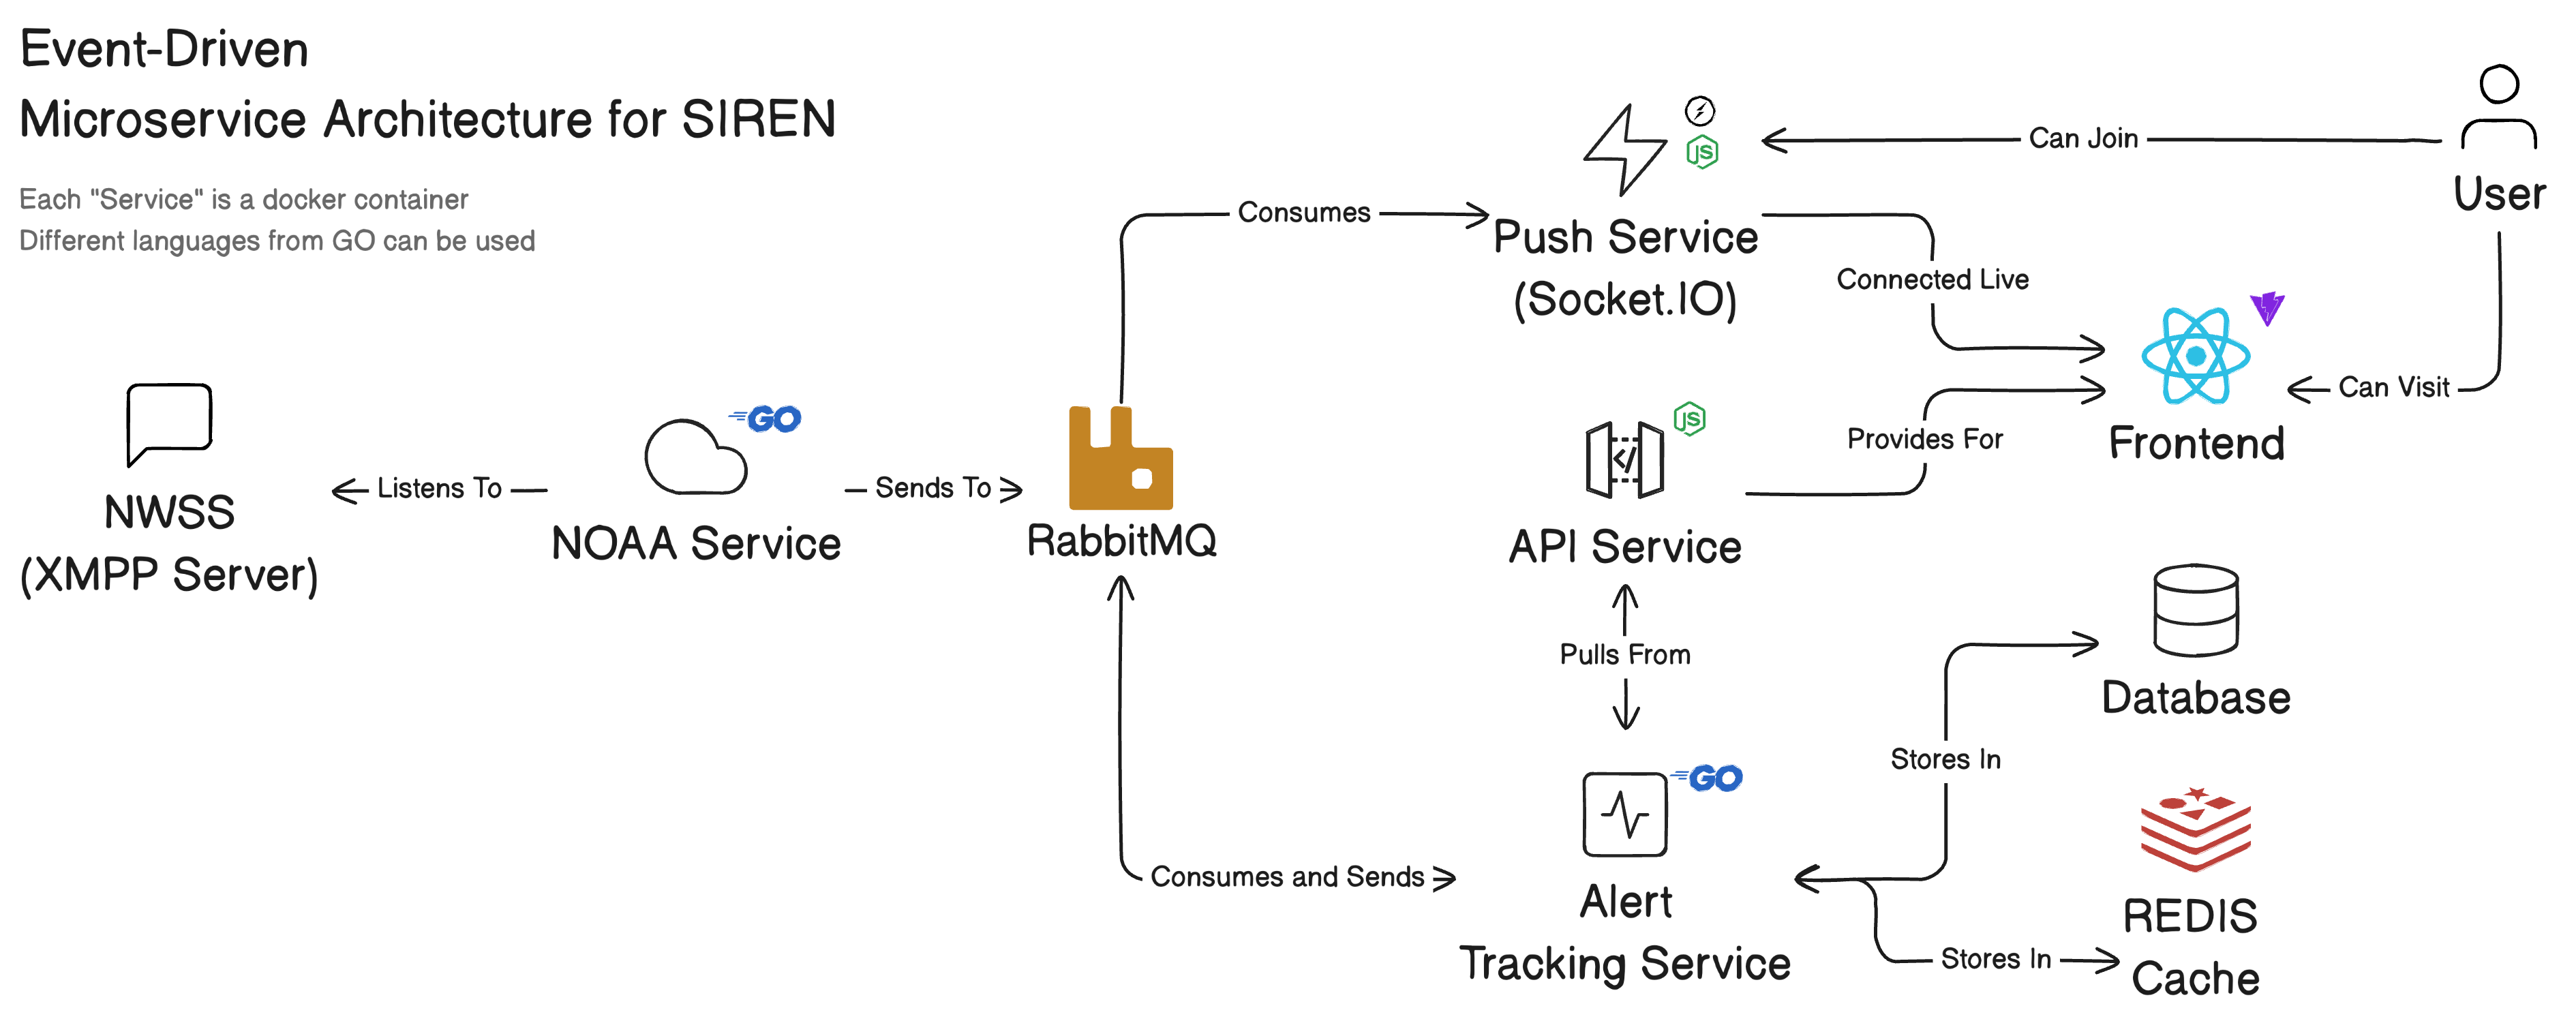 Event-Driven
Microservice Architecture for SIREN
Each "Service" is a docker container
Different languages from GO can be used
NWSS
(XMPP Server)
Listens To
GO
NOAA Service
Sends To
RabbitMQ
Consumes
JS
Push Service
(Socket.IO)
Can Join
User
Connected Live
Can Visit
Frontend
Provides For
JS
</>
API Service
Pulls From
GO
Alert
Tracking Service
Consumes and Sends
Stores In
Database
Stores In
REDIS
Cache